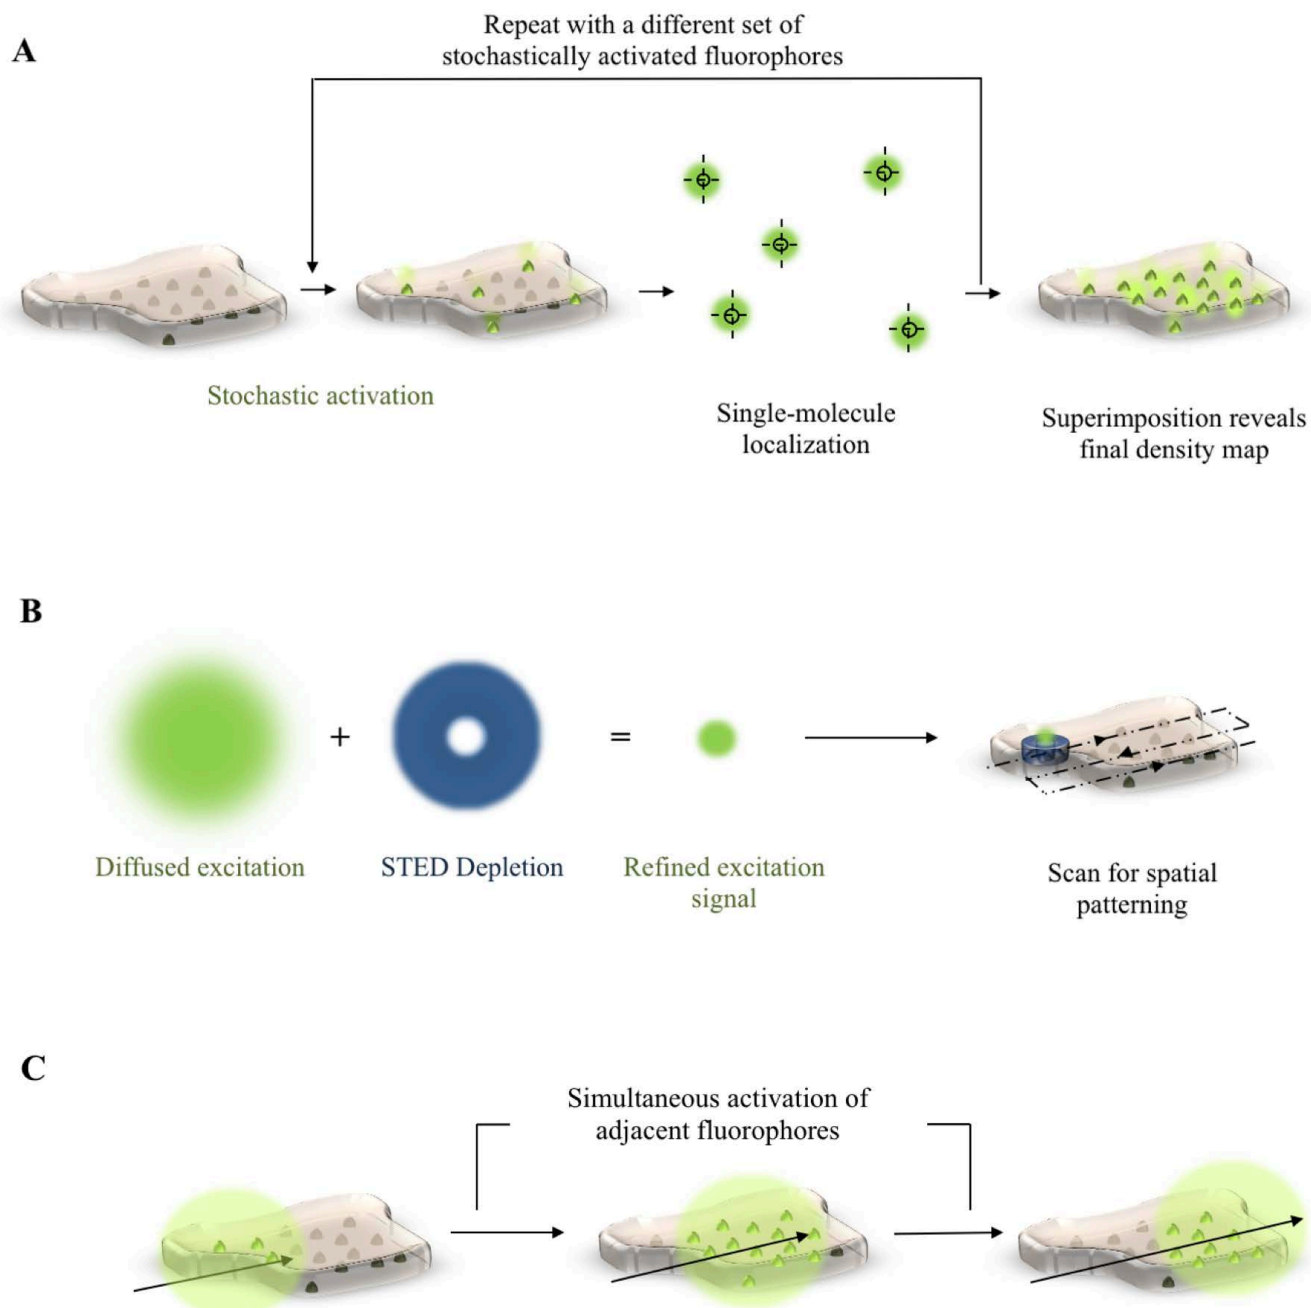 A
Repeat with a different set of
stochastically activated fluorophores
Stochastic activation
Single-molecule
localization
Superimposition reveals
final density map
B
+
=
Diffused excitation
STED Depletion
Refined excitation
signal
Scan for spatial
patterning
C
Simultaneous activation of
adjacent fluorophores